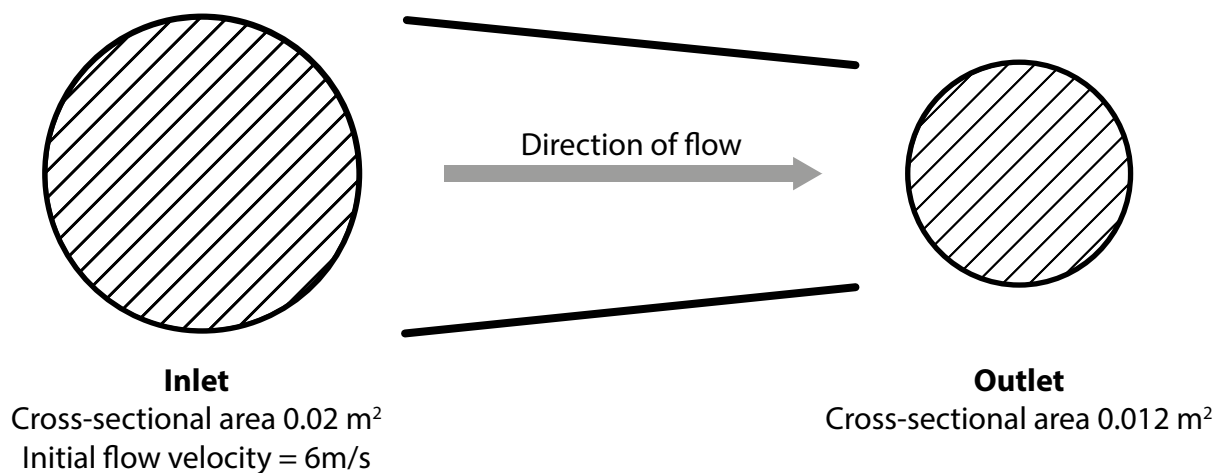 Direction of flow
Inlet
Cross-sectional area 0.02 m²
Initial flow velocity = 6m/s
Outlet
Cross-sectional area 0.012 m²